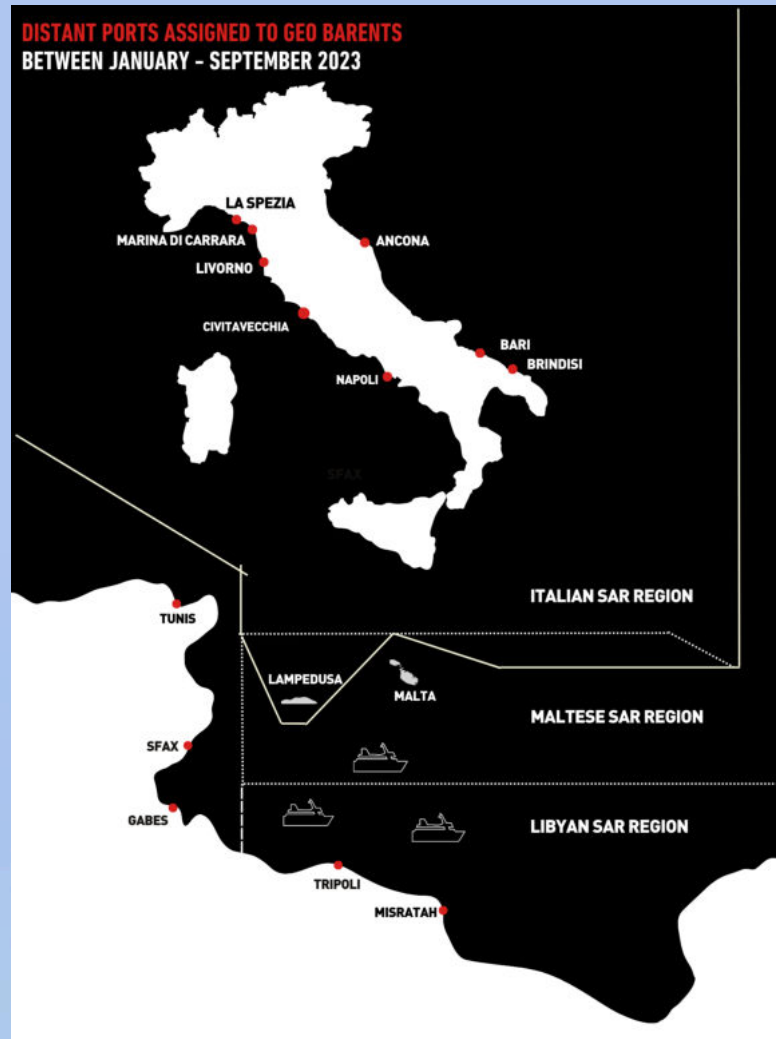 DISTANT PORTS ASSIGNED TO GEO BARENTS
BETWEEN JANUARY - SEPTEMBER 2023
LA SPEZIA
MARINA DI CARRARA
ANCONA
LIVORNO
CIVITAVECCHIA
BARI
BRINDISI
NAPOLI
SFAX
ITALIAN SAR REGION
TUNIS
LAMPEDUSA
MALTA
MALTESE SAR REGION
SFAX
GABES
LIBYAN SAR REGION
TRIPOLI
MISRATAH